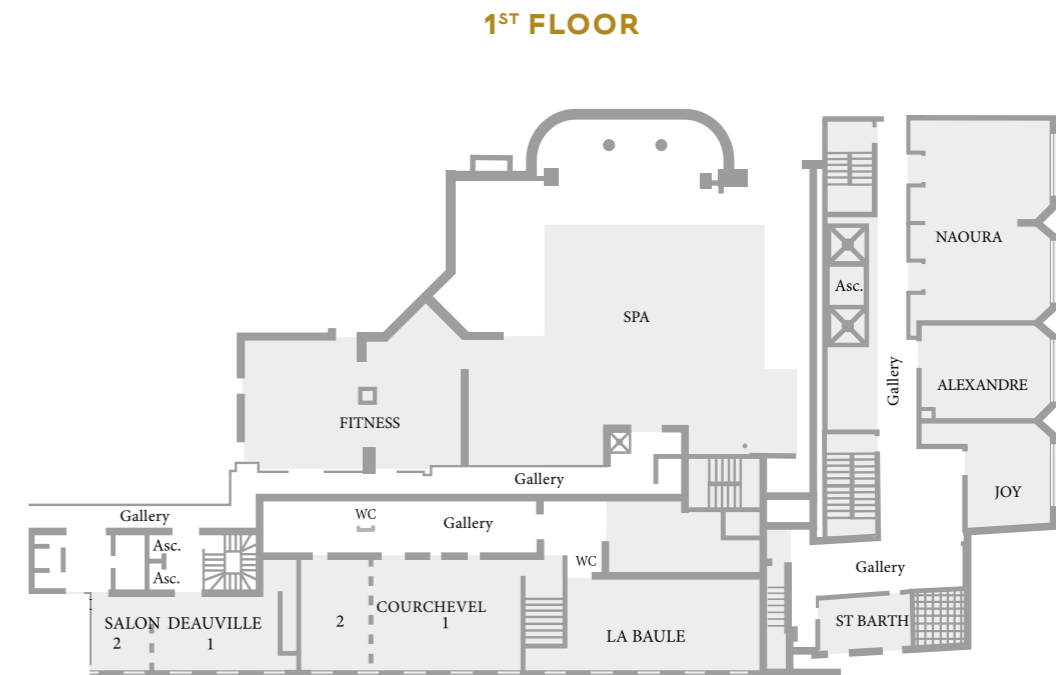 1ST FLOOR
NAOURA
Asc.
SPA
Gallery
ALEXANDRE
FITNESS
Gallery
JOY
Gallery
WC
Gallery
Asc.
WC
Gallery
Asc.
COURCHEVEL
2
1
SALON DEAUVILLE
2
1
LA BAULE
ST BARTH